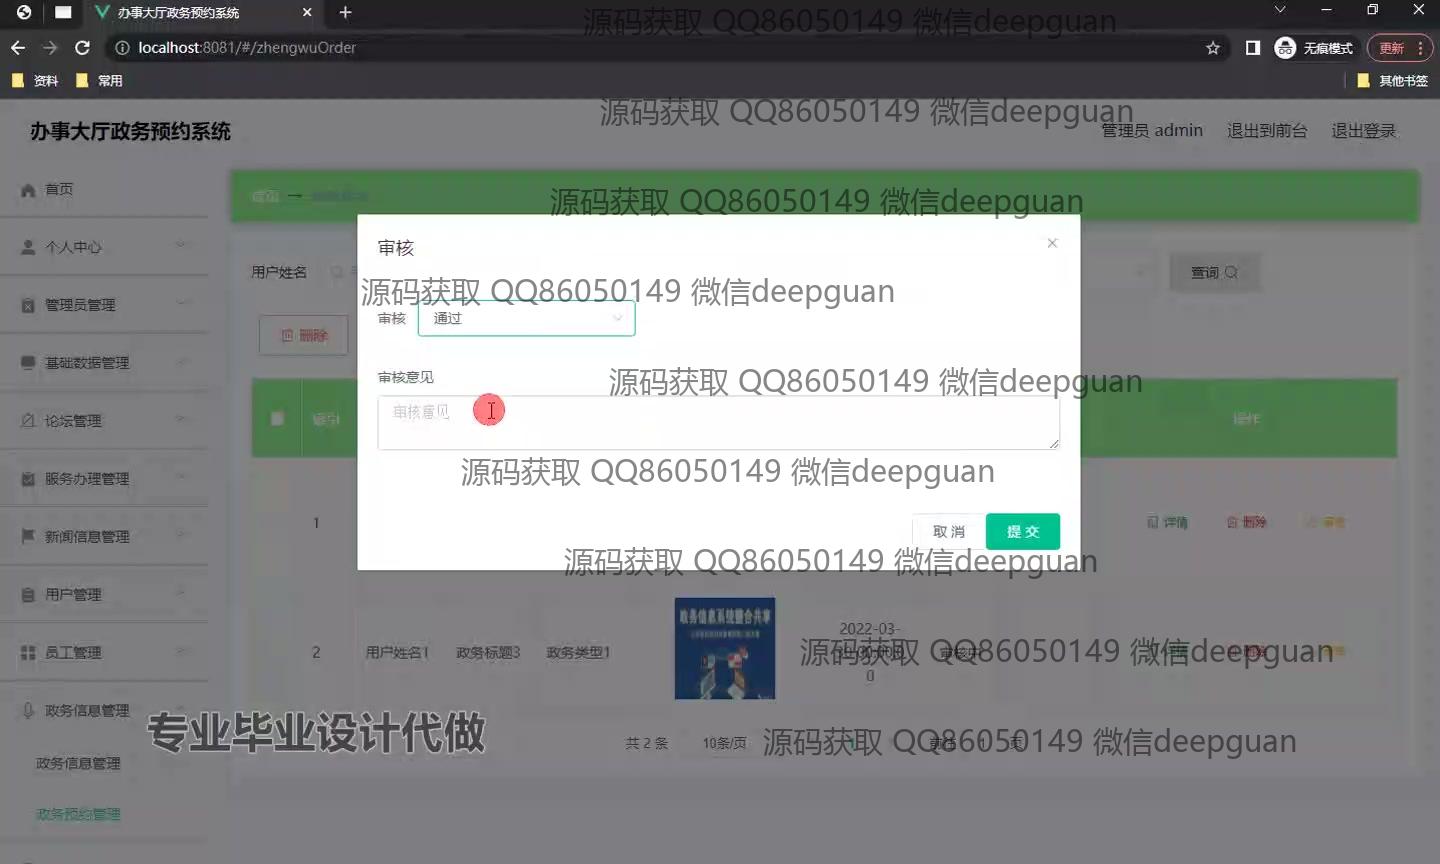 办事大厅政务预约系统
源码获取 QQ86050149 微信deepguan
localhost:8081/#/zhengwuOrder
无痕模式
更新
资料
常用
其他书签
源码获取 QQ86050149 微信deepguan
办事大厅政务预约系统
管理员 admin
退出到前台
退出登录
首页
源码获取 QQ86050149 微信deepguan
个人中心
审核
用户姓名
查询
源码获取 QQ86050149 微信deepguan
管理员管理
审核
通过
删除
基础数据管理
审核意见
源码获取 QQ86050149 微信deepguan
审核意见
论坛管理
索引
操作
源码获取 QQ86050149 微信deepguan
服务办理管理
1
详情
删除
审核
取 消
提 交
新闻信息管理
源码获取 QQ86050149 微信deepguan
用户管理
政务信息系统整合共享
2022-03-
员工管理
2
用户姓名1
政务标题3
政务类型1
源码获取 QQ86050149 微信deepguan
0
政务信息管理
专业毕业设计代做
共 2 条
10条/页
源码获取 QQ86050149 微信deepguan
前往
1
页
政务信息管理
政务预约管理